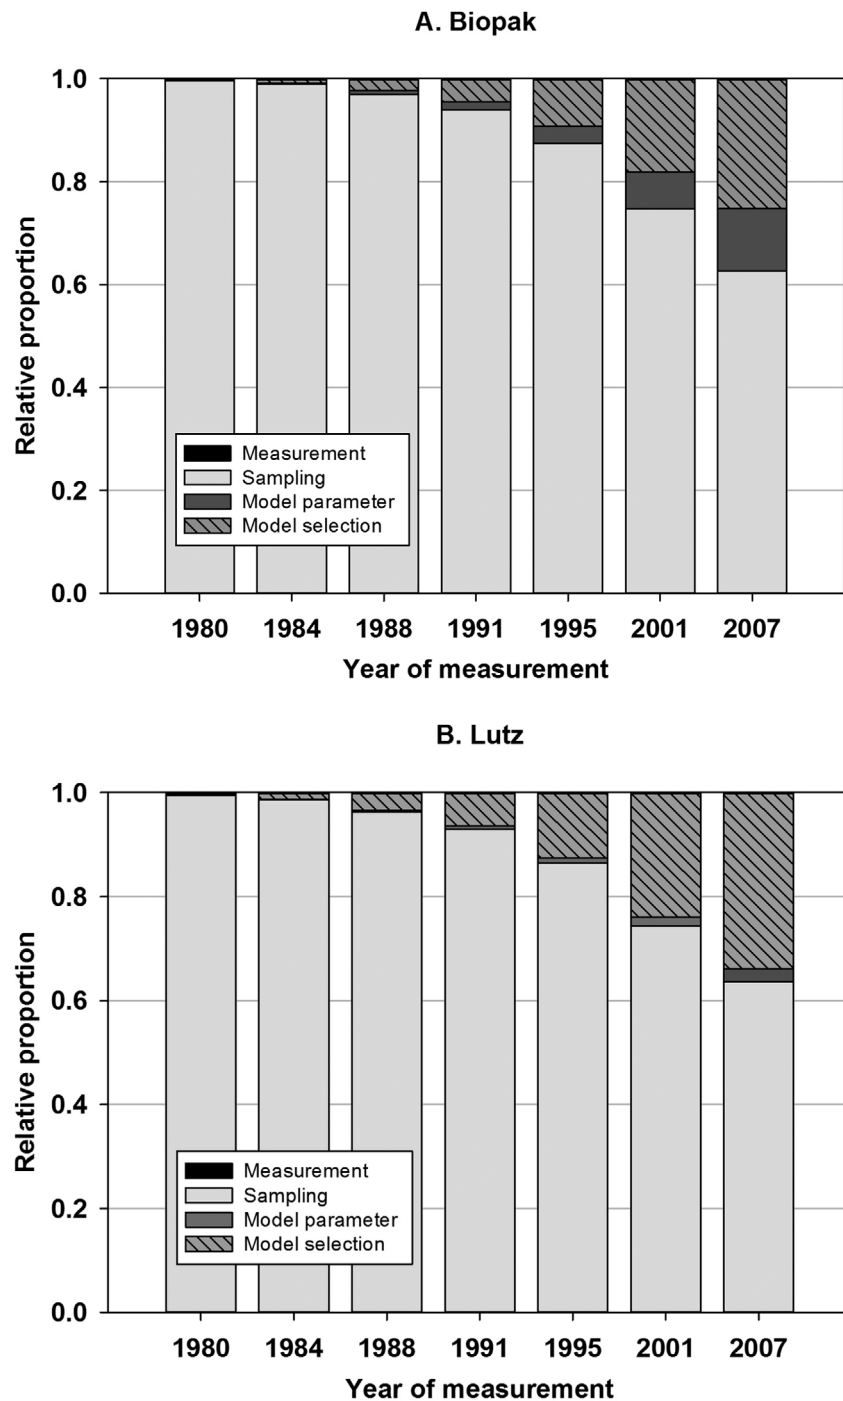 A. Biopak
1.0
0.8
0.6
0.4
0.2
0.0
Relative proportion
Measurement
Sampling
Model parameter
Model selection
1980 1984 1988 1991 1995 2001 2007
Year of measurement
B. Lutz
1.0
0.8
0.6
0.4
0.2
0.0
Relative proportion
Measurement
Sampling
Model parameter
Model selection
1980 1984 1988 1991 1995 2001 2007
Year of measurement